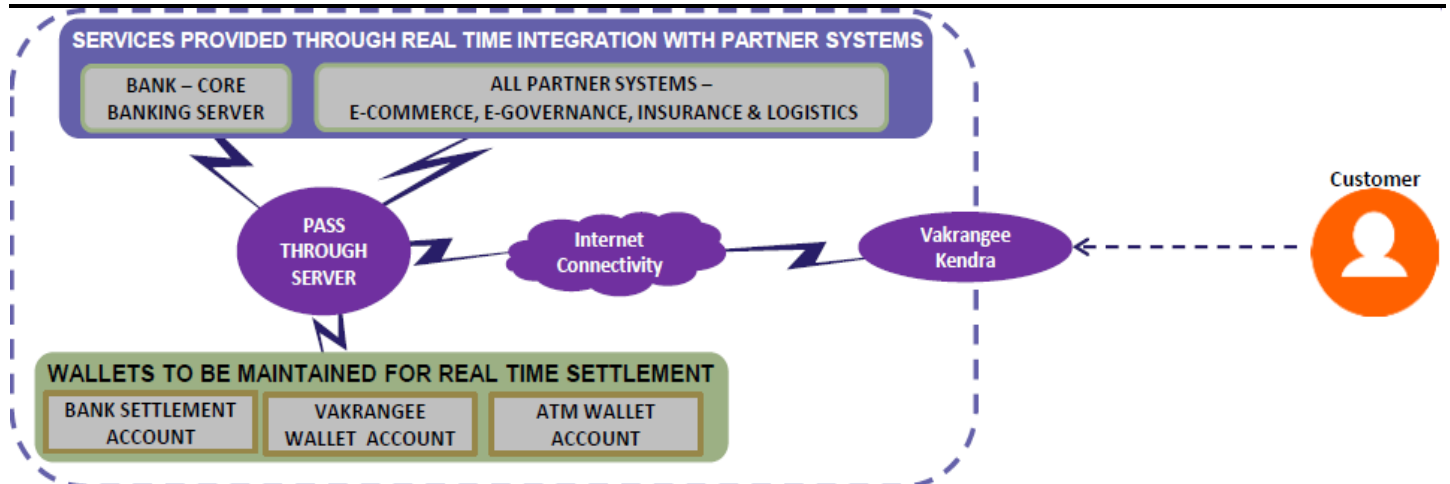 SERVICES PROVIDED THROUGH REAL TIME INTEGRATION WITH PARTNER SYSTEMS
BANK – CORE
BANKING SERVER
ALL PARTNER SYSTEMS –
E-COMMERCE, E-GOVERNANCE, INSURANCE & LOGISTICS
PASS
THROUGH
SERVER
Internet
Connectivity
Vakrangee
Kendra
Customer
WALLETS TO BE MAINTAINED FOR REAL TIME SETTLEMENT
BANK SETTLEMENT
ACCOUNT
VAKRANGEE
WALLET ACCOUNT
ATM WALLET
ACCOUNT